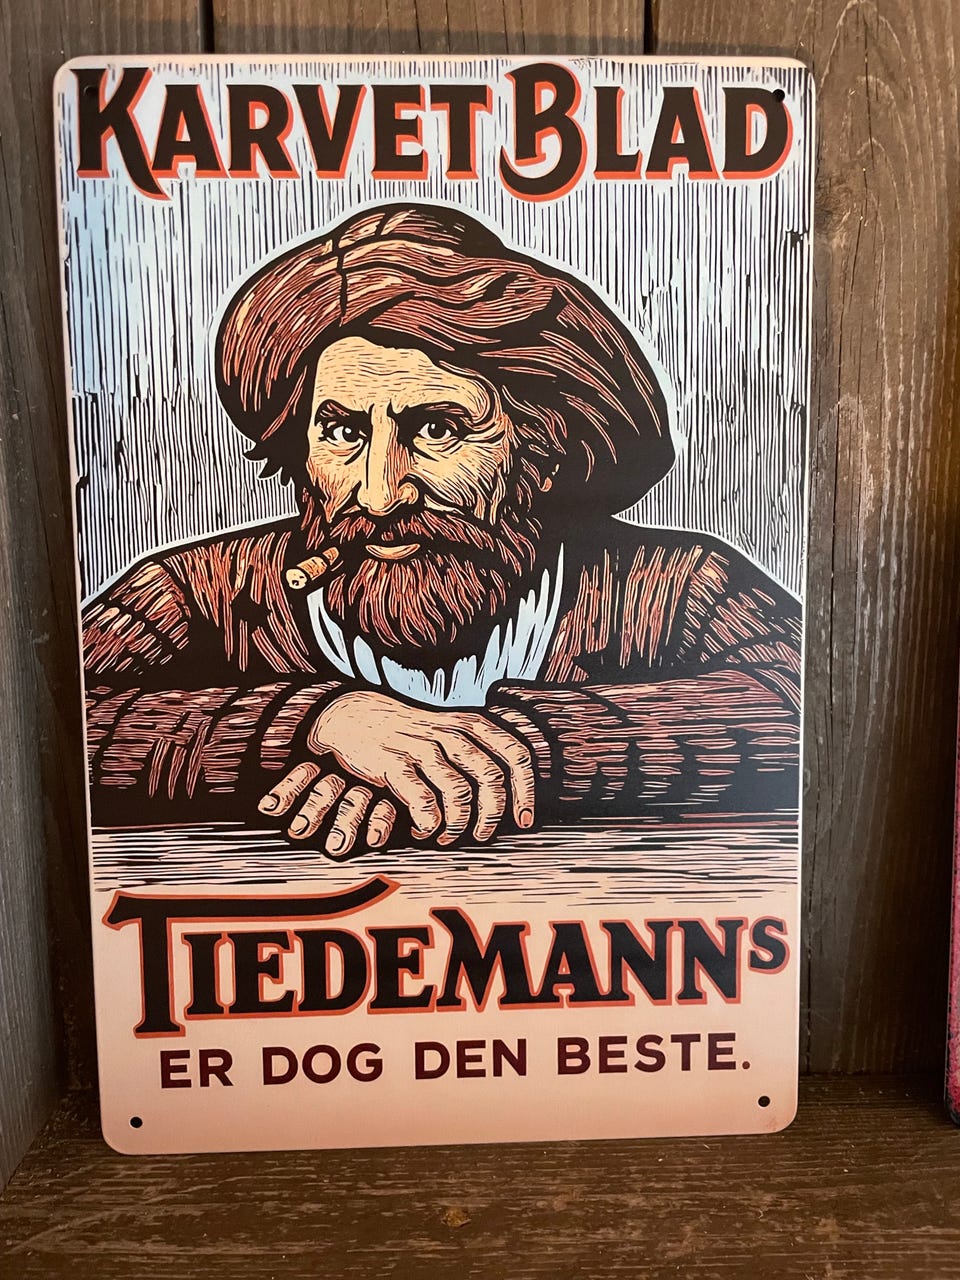 KARVET BLAD
TIEDEMANNS
ER DOG DEN BESTE.